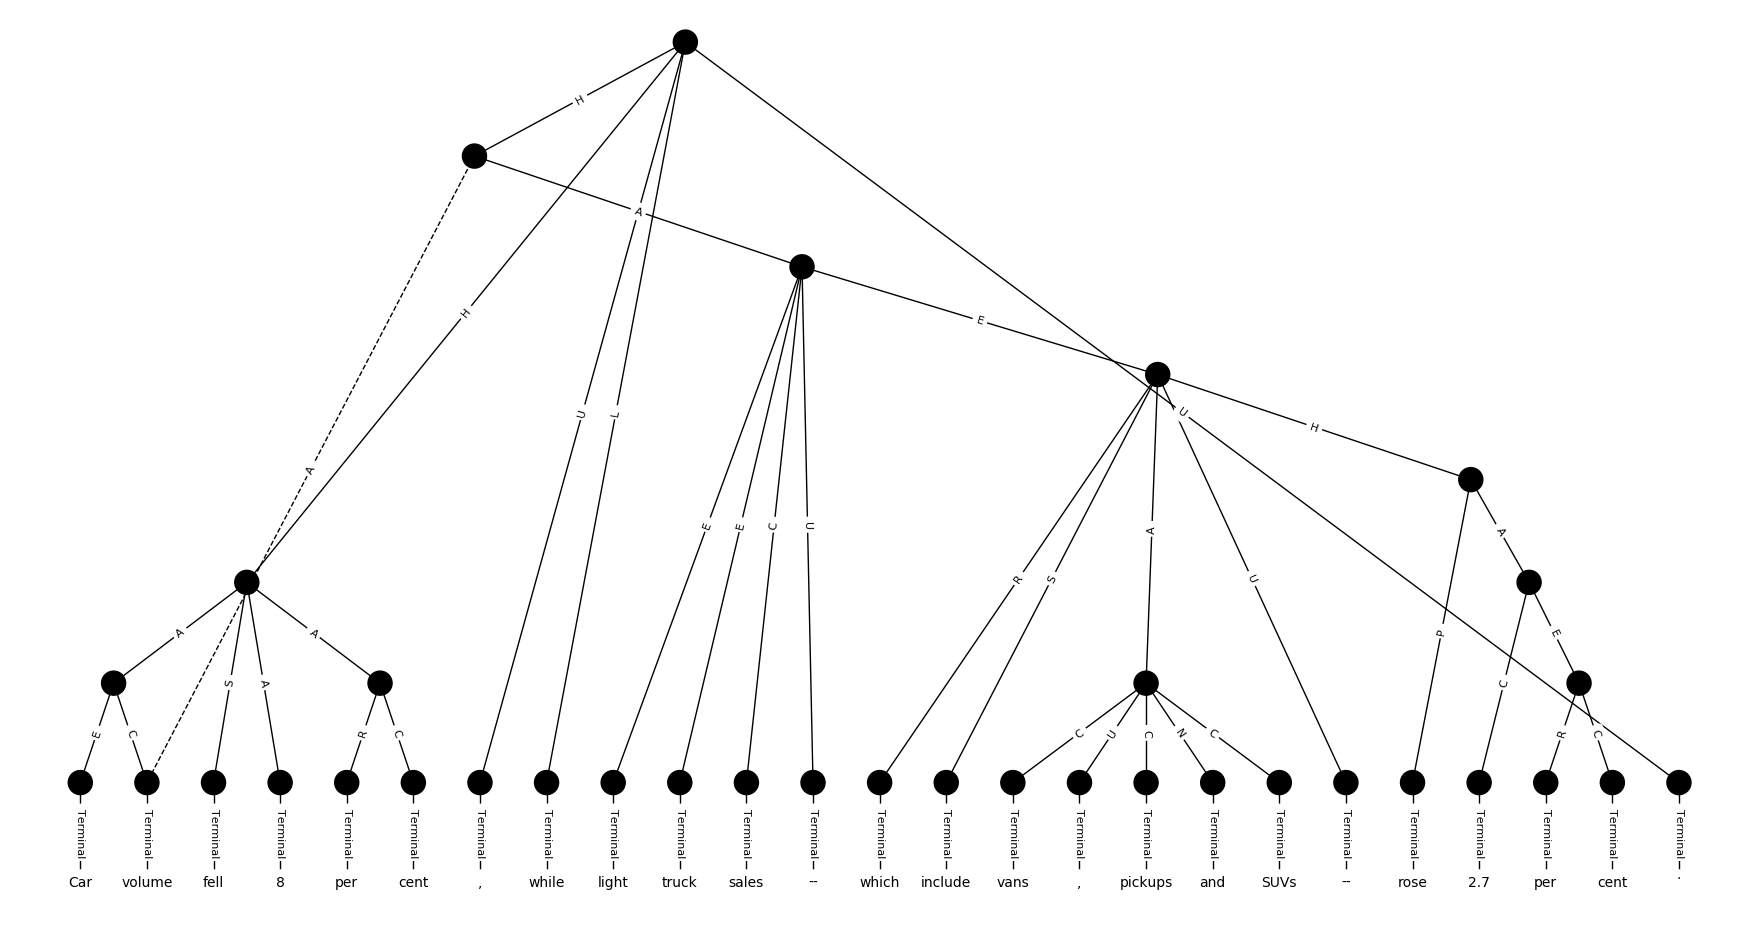 H
A
H
E
U L U
H
E E C U
A A
R S A U
A A P E
S A C
E C R C C U C N C R C
Terminal Terminal Terminal Terminal Terminal Terminal Terminal Terminal Terminal Terminal Terminal Terminal Terminal Terminal Terminal Terminal Terminal Terminal Terminal Terminal Terminal Terminal Terminal Terminal Terminal
Car volume fell 8 per cent , while light truck sales -- which include vans , pickups and SUVs -- rose 2.7 per cent .